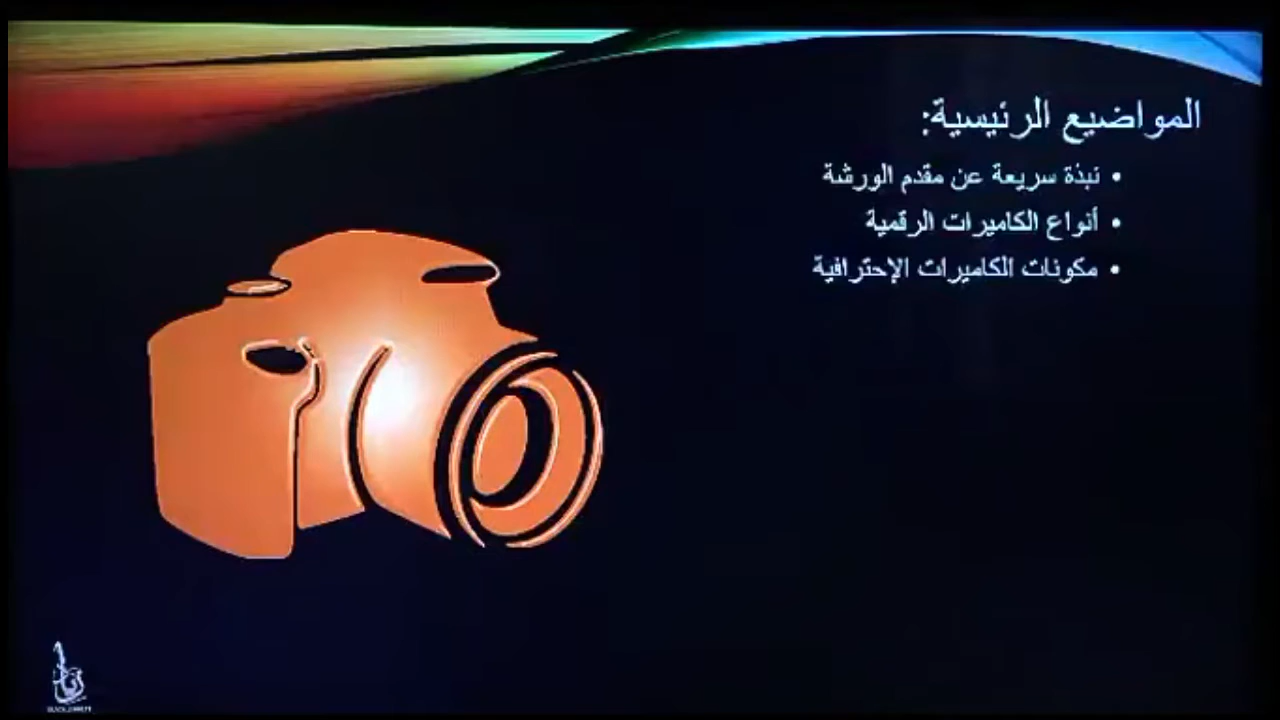 المواضيع الرئيسية:
• نبذة سريعة عن مقدم الورشة
• أنواع الكاميرات الرقمية
• مكونات الكاميرات الإحترافية